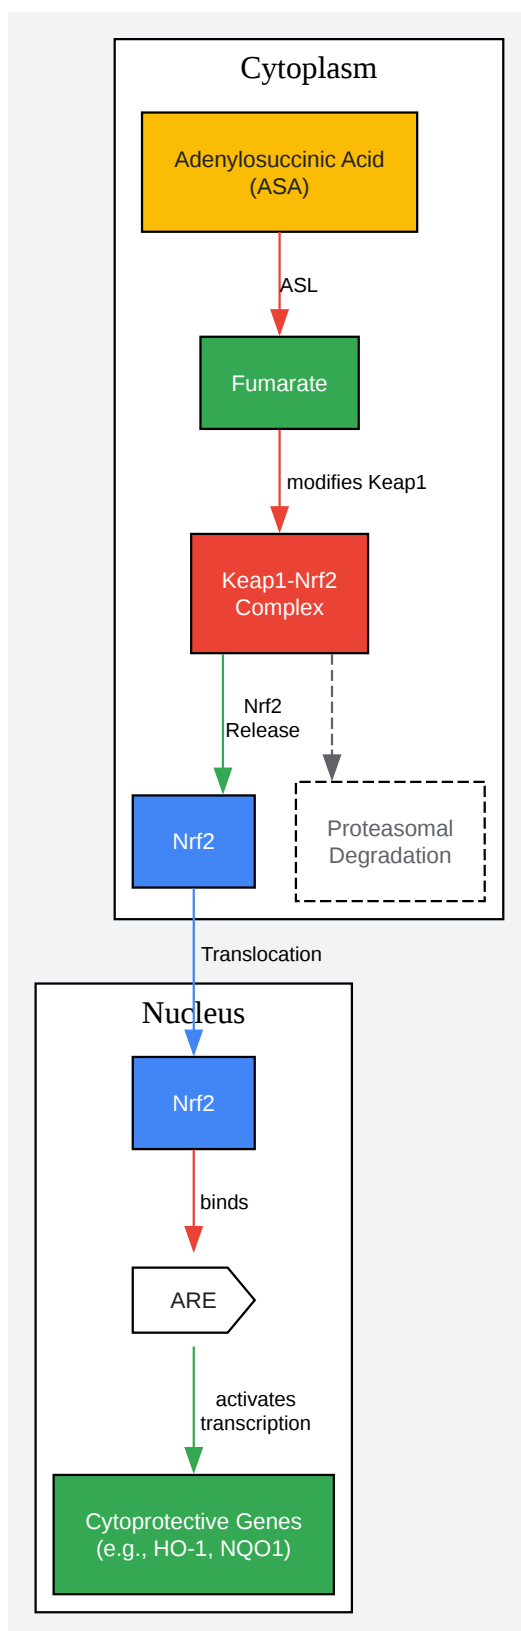 Cytoplasm
Adenylosuccinic Acid
(ASA)
ASL
Fumarate
modifies Keap1
Keap1-Nrf2
Complex
Nrf2
Release
Nrf2
Proteasomal
Degradation
Translocation
Nucleus
Nrf2
binds
ARE
activates
transcription
Cytoprotective Genes
(e.g., HO-1, NQO1)